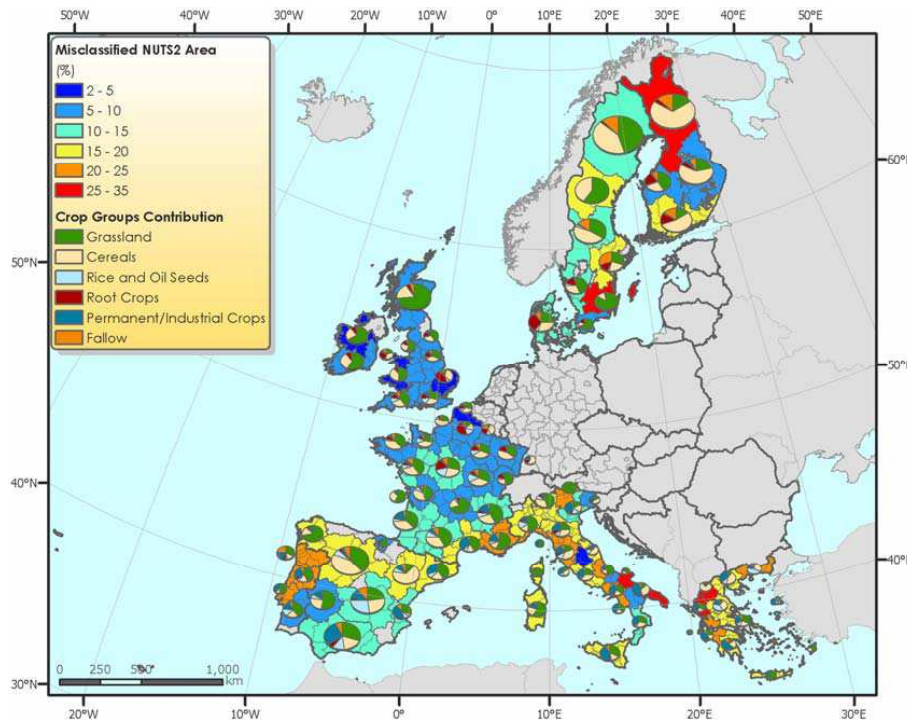 50°W 40°W 30°W 20°W 10°W 0° 10°E 20°E 30°E 40°E 50°E
Misclassified NUTS2 Area
(%)
2 - 5
5 - 10
10 - 15
15 - 20
20 - 25
25 - 35
Crop Groups Contribution
Grassland
Cereals
Rice and Oil Seeds
Root Crops
Permanent/Industrial Crops
Fallow
60°N
50°N
50°N
40°N
40°N
30°N
0 250 500 1,000
km
20°W 10°W 0° 10°E 20°E 30°E